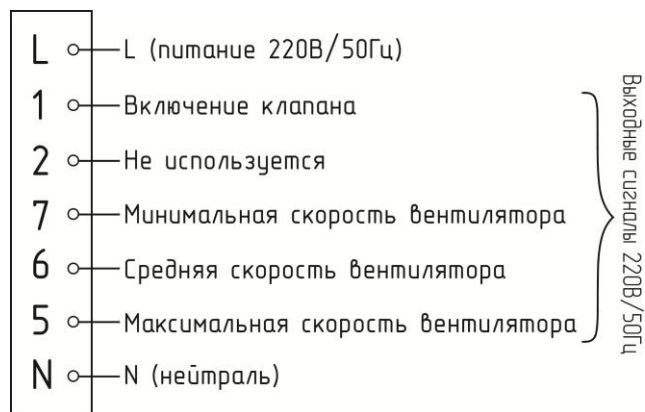 L L (питание 220В/50Гц)
1 Включение клапана
2 Не используется
7 Минимальная скорость вентилятора
6 Средняя скорость вентилятора
5 Максимальная скорость вентилятора
N N (нейтраль)
Выходные сигналы 220В/50Гц